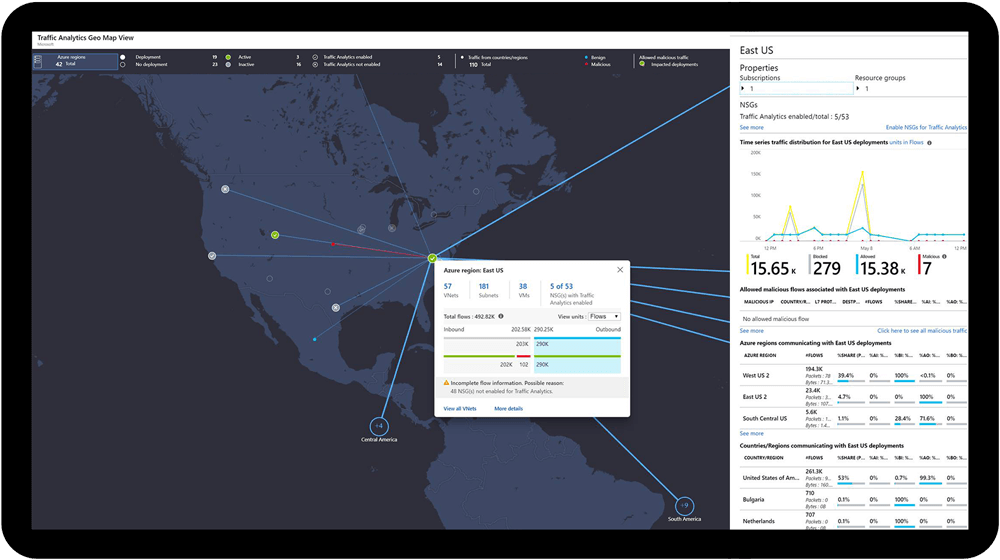 Traffic Analytics Geo Map View
Microsoft
Azure regions
42 Total
Deployment 19
No deployment 23
Active 3
Inactive 16
Traffic Analytics enabled 5
Traffic Analytics not enabled 14
Traffic from countries/regions
110 Total
Benign
Malicious
Allowed malicious traffic
Impacted deployments
+4
Central America
+9
South America
Azure region: East US
57 181 38 5 of 53
VNets Subnets VMs NSG(s) with Traffic
Analytics enabled
Total flows : 492.82K View units : Flows
Inbound 202.58K 290.25K Outbound
203K 290K
202K 102 290K
Incomplete flow information. Possible reason:
48 NSG(s) not enabled for Traffic Analytics.
View all VNets More details
East US
Properties
Subscriptions Resource groups
1 1
NSGs
Traffic Analytics enabled/total : 5/53
See more Enable NSGs for Traffic Analytics
Time series traffic distribution for East US deployments units in Flows
200K
150K
100K
50K
0K
12 PM 6 PM May 8 6 AM 12 PM
Total Blocked Allowed Malicious
15.65 K 279 15.38 K 7
Allowed malicious flows associated with East US deployments
MALICIOUS IP COUNTRY/R... LT PROT... DESTP... #FLOWS %SHARE... %AI: %... %AO: %...
No allowed malicious flow
See more Click here to see all malicious traffic
Azure regions communicating with East US deployments
AZURE REGION #FLOWS %SHARE (P... %AI: %... %BI: %... %AO: %... %BO: %...
West US 2 194.3K 39.4% 0% 100% <0.1% 0%
Packets : 78
Bytes : 71.3...
East US 2 23.4K 4.7% 0% 0% 100% 0%
Packets : 3...
Bytes : 107...
South Central US 5.6K 1.1% 0% 28.4% 71.6% 0%
Packets : 1...
Bytes : 1.4...
See more
Countries/Regions communicating with East US deployments
COUNTRY/REGION #FLOWS %SHARE (P... %AI: %... %BI: %... %AO: %... %BO: %...
United States of Am... 261.3K 53% 0% 0.7% 99.3% 0%
Packets : 9...
Bytes : 160...
Bulgaria 710 0.1% 0% 100% 0% 0%
Packets : 0
Bytes : 0B
Netherlands 707 0.1% 0% 100% 0% 0%
Packets : 0
Bytes : 0B